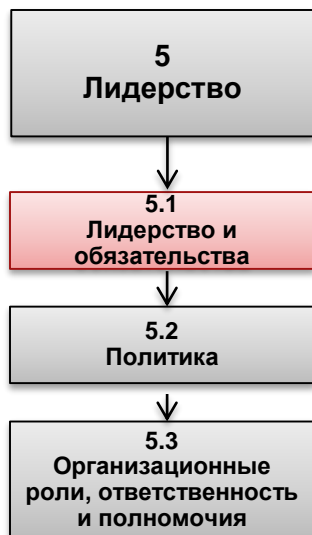 5
Лидерство
5.1
Лидерство и
обязательства
5.2
Политика
5.3
Организационные
роли, ответственность
и полномочия